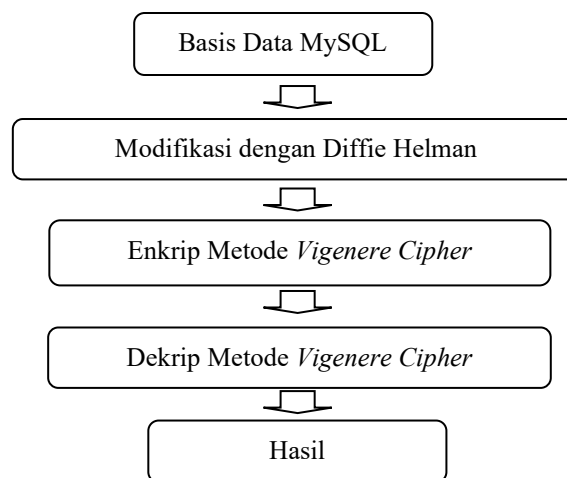 Basis Data MySQL
Modifikasi dengan Diffie Helman
Enkrip Metode Vigenere Cipher
Dekrip Metode Vigenere Cipher
Hasil